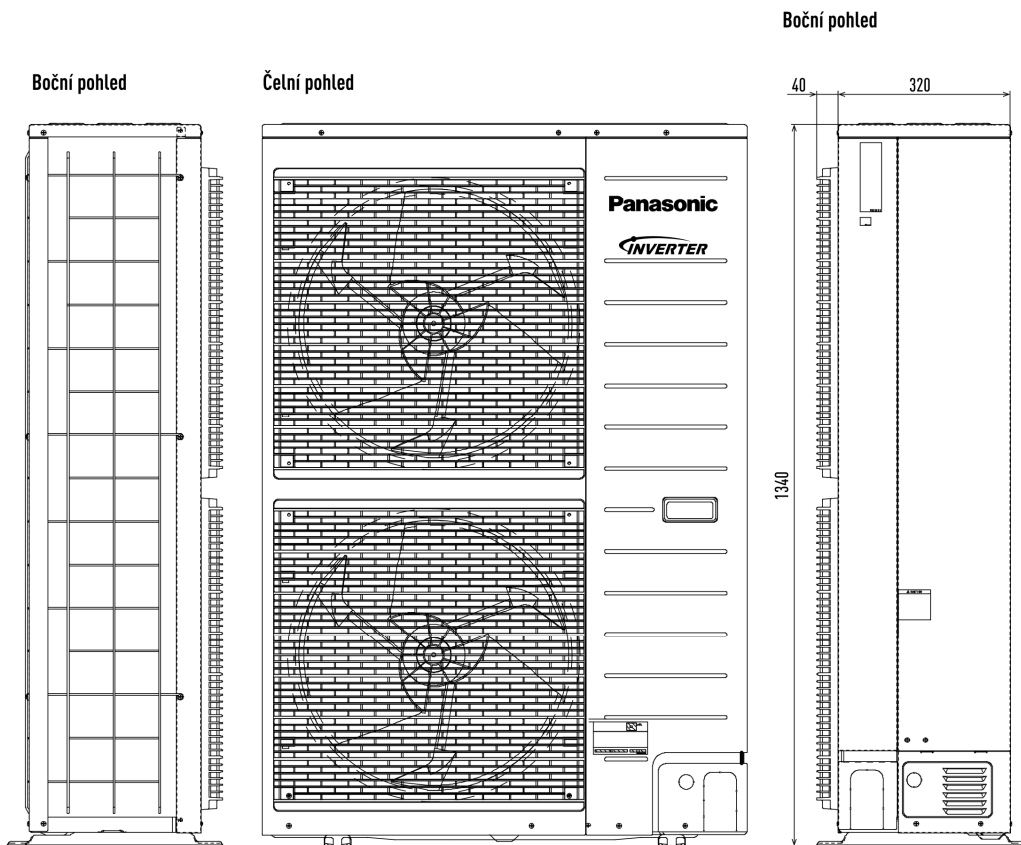 Boční pohled
Boční pohled
Čelní pohled
40
320
Panasonic
INVERTER
1340